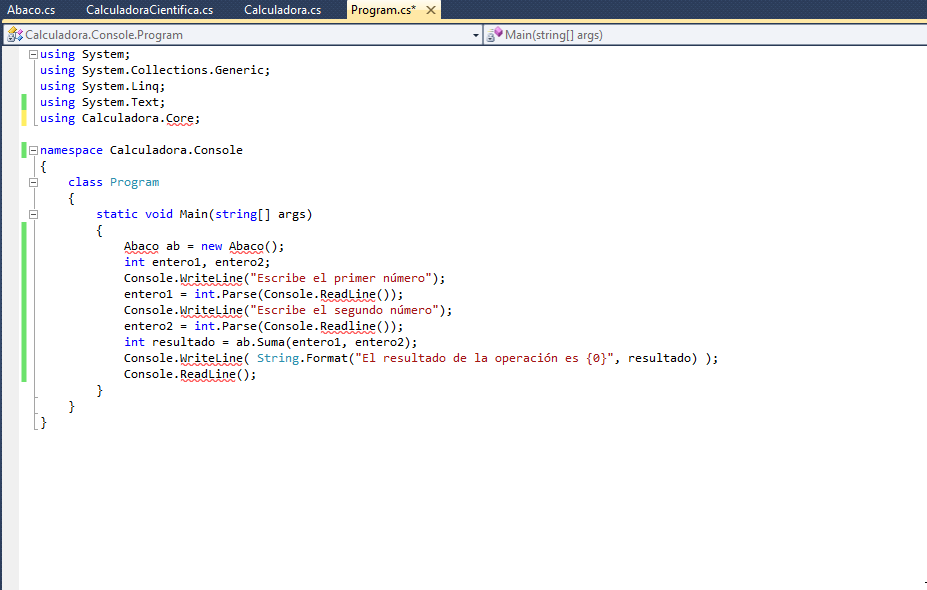 Abaco.cs CalculadoraCientifica.cs Calculadora.cs Program.cs*
Calculadora.Console.Program Main(string[] args)
using System;
using System.Collections.Generic;
using System.Linq;
using System.Text;
using Calculadora.Core;
namespace Calculadora.Console
{
class Program
{
static void Main(string[] args)
{
Abaco ab = new Abaco();
int entero1, entero2;
Console.WriteLine("Escribe el primer número");
entero1 = int.Parse(Console.ReadLine());
Console.WriteLine("Escribe el segundo número");
entero2 = int.Parse(Console.Readline());
int resultado = ab.Suma(entero1, entero2);
Console.WriteLine( String.Format("El resultado de la operación es {0}", resultado) );
Console.ReadLine();
}
}
}